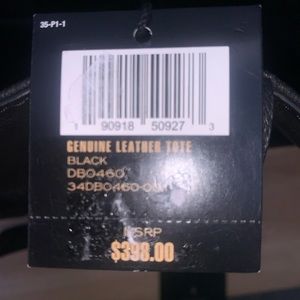 35-P1-1
1 90918 50927 3
GENUINE LEATHER TOTE
BLACK
DB0460
MSRP
$398.00